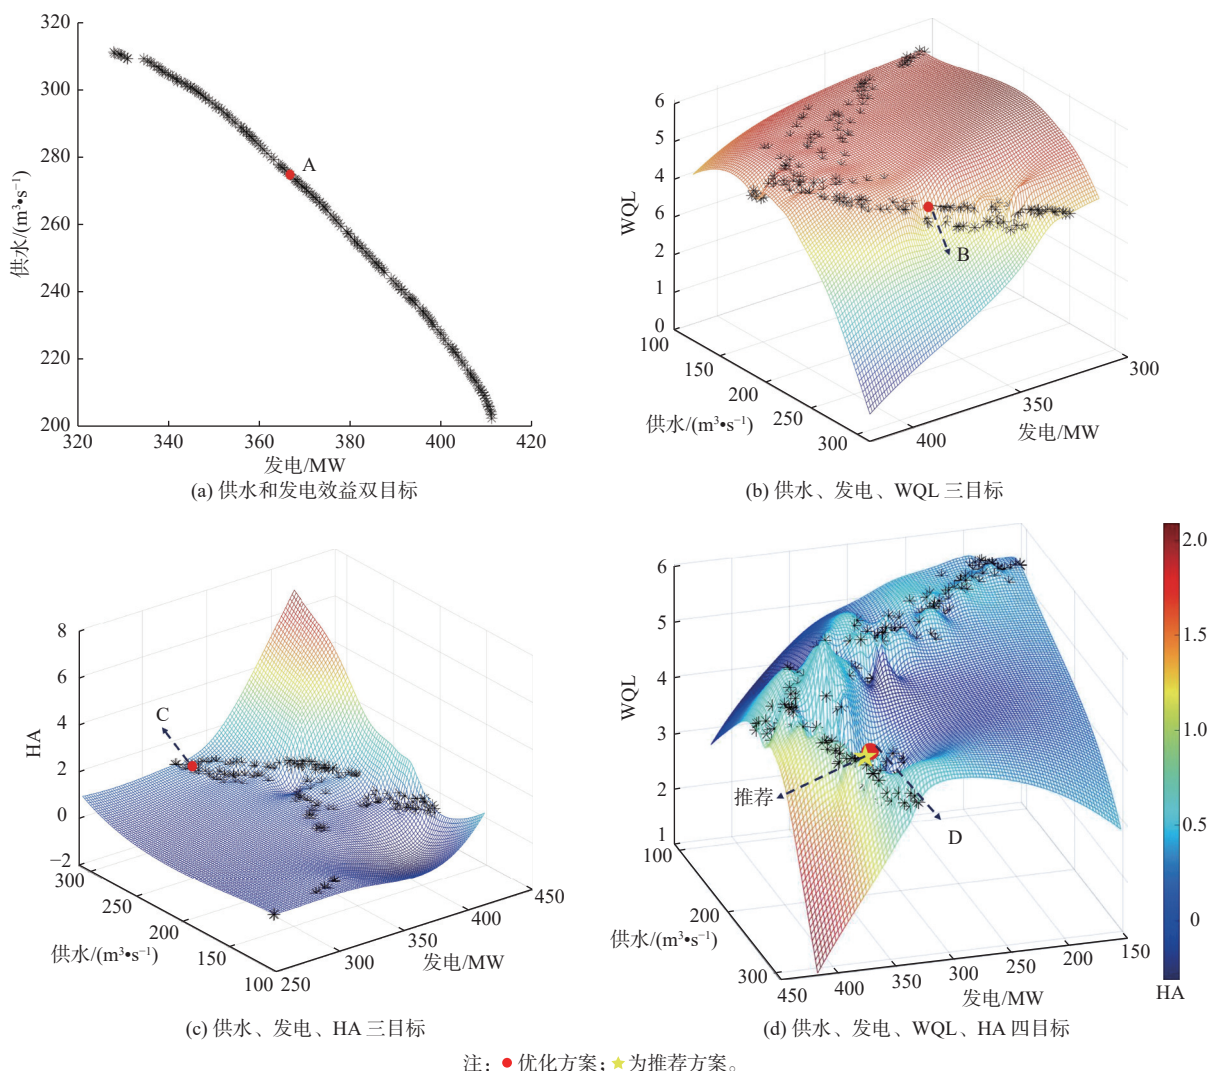 320
300
280
260
240
220
200
320
340
360
380
400
420
A
供水/(m³•s⁻¹)
发电/MW
(a) 供水和发电效益双目标
6
5
4
6
2
1
0
WQL
100
150
200
250
300
供水/(m³•s⁻¹)
400
350
300
发电/MW
B
(b) 供水、发电、WQL 三目标
8
6
4
2
0
−2
HA
C
300
250
200
150
100
供水/(m³•s⁻¹)
250
300
350
400
450
发电/MW
(c) 供水、发电、HA 三目标
6
5
4
3
2
1
WQL
推荐
D
100
200
300
供水/(m³•s⁻¹)
450
400
350
300
250
200
150
发电/MW
2.0
1.5
1.0
0.5
0
HA
(d) 供水、发电、WQL、HA 四目标
注: 优化方案; 为推荐方案。